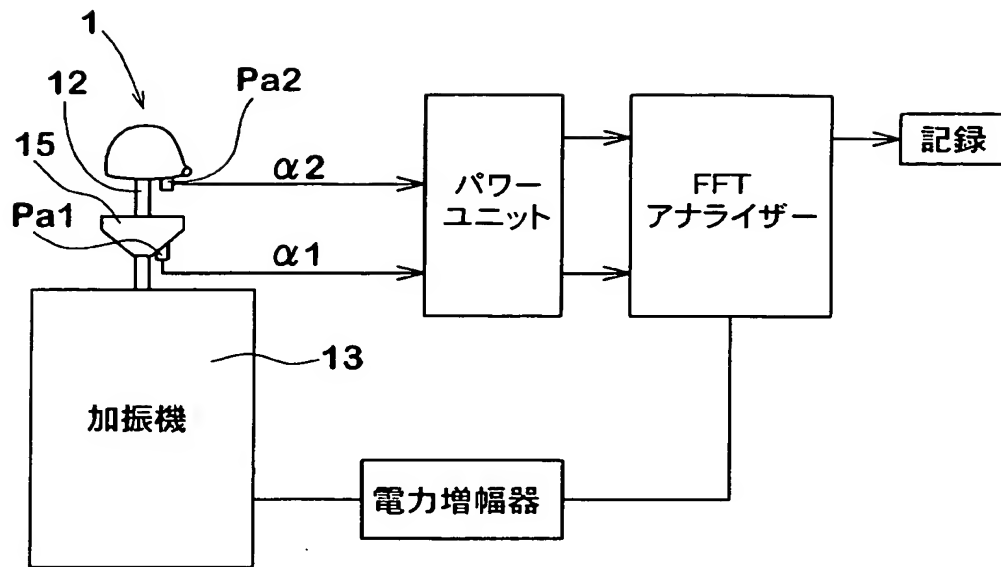 1
12
Pa2
15
Pa1
α2
α1
パワー
ユニット
FFT
アナライザー
記録
13
加振機
電力増幅器